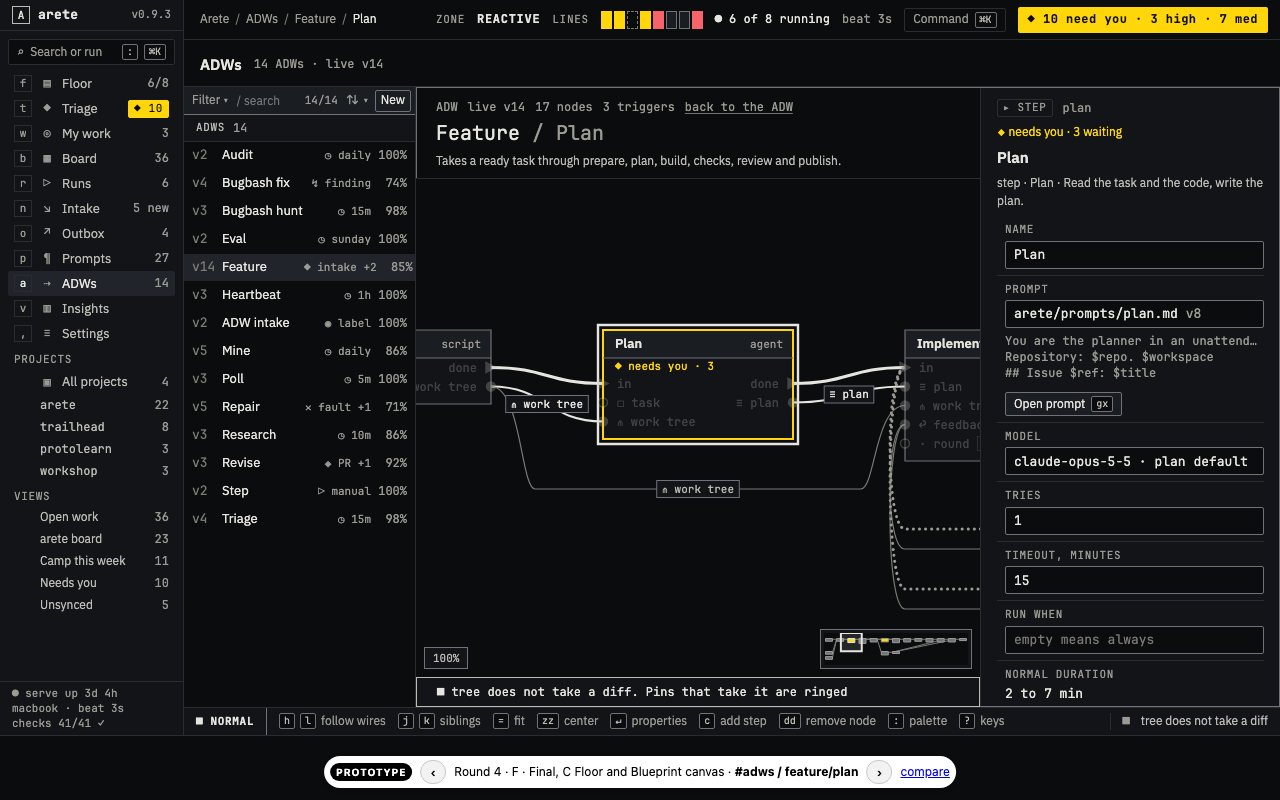 A arete v0.9.3
Search or run : ⌘K
f Floor 6/8
t Triage ◆ 10
w My work 3
b Board 36
r Runs 6
n Intake 5 new
o Outbox 4
p ¶ Prompts 27
a ADWs 14
v Insights
, Settings
PROJECTS
All projects 4
arete 22
trailhead 8
protolearn 3
workshop 3
VIEWS
Open work 36
arete board 23
Camp this week 11
Needs you 10
Unsynced 5
● serve up 3d 4h
macbook · beat 3s
checks 41/41 ✓
Arete / ADWs / Feature / Plan
ZONE REACTIVE LINES ● 6 of 8 running beat 3s Command ⌘K ◆ 10 need you · 3 high · 7 med
ADWs 14 ADWs · live v14
Filter ▾ / search 14/14 ⇅ ▾ New
ADWS 14
v2 Audit daily 100%
v4 Bugbash fix finding 74%
v3 Bugbash hunt 15m 98%
v2 Eval sunday 100%
v14 Feature ◆ intake +2 85%
v3 Heartbeat 1h 100%
v2 ADW intake label 100%
v5 Mine daily 86%
v3 Poll 5m 100%
v5 Repair × fault +1 71%
v3 Research 10m 86%
v3 Revise ◆ PR +1 92%
v2 Step ▷ manual 100%
v4 Triage 15m 98%
ADW live v14 17 nodes 3 triggers back to the ADW
Feature / Plan
Takes a ready task through prepare, plan, build, checks, review and publish.
script
done
work tree
work tree
Plan agent
◆ needs you · 3
in done
task ≡ plan
work tree
≡ plan
work tree
Implemen
in
≡ plan
work tr
feedbac
· round
100%
■ tree does not take a diff. Pins that take it are ringed
▸ STEP plan
◆ needs you · 3 waiting
Plan
step · Plan · Read the task and the code, write the
plan.
NAME
Plan
PROMPT
arete/prompts/plan.md v8
You are the planner in an unattend…
Repository: $repo. $workspace
## Issue $ref: $title
Open prompt gx
MODEL
claude-opus-5-5 · plan default
TRIES
1
TIMEOUT, MINUTES
15
RUN WHEN
empty means always
NORMAL DURATION
2 to 7 min
■ NORMAL h l follow wires j k siblings = fit zz center ↵ properties c add step dd remove node : palette ? keys ■ tree does not take a diff
PROTOTYPE ‹ Round 4 · F · Final, C Floor and Blueprint canvas · #adws / feature/plan › compare